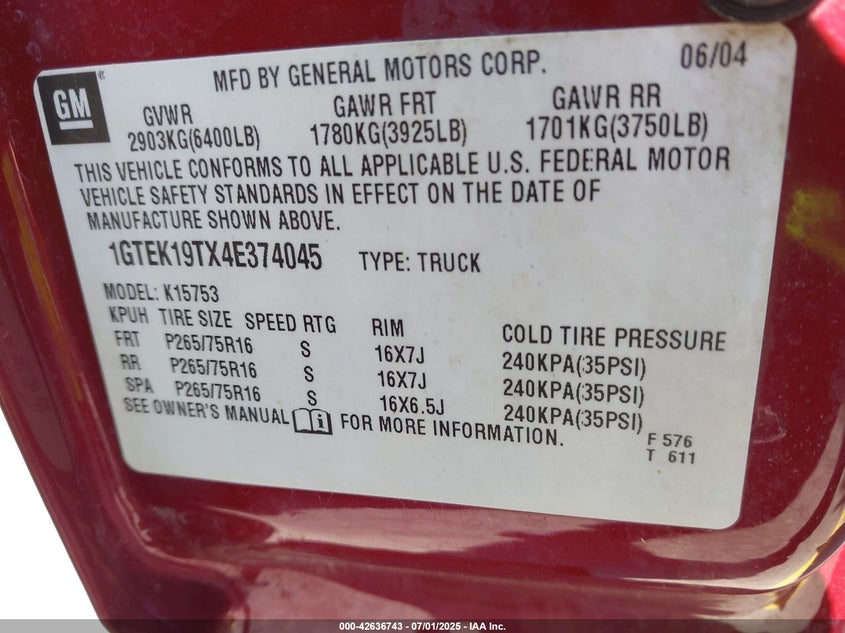 GM
MFD BY GENERAL MOTORS CORP. 06/04
GVWR GAWR FRT GAWR RR
2903KG(6400LB) 1780KG(3925LB) 1701KG(3750LB)
THIS VEHICLE CONFORMS TO ALL APPLICABLE U.S. FEDERAL MOTOR
VEHICLE SAFETY STANDARDS IN EFFECT ON THE DATE OF
MANUFACTURE SHOWN ABOVE.
1GTEK19TX4E374045 TYPE: TRUCK
MODEL: K15753
KPUH TIRE SIZE SPEED RTG RIM COLD TIRE PRESSURE
FRT P265/75R16 S 16X7J 240KPA(35PSI)
RR P265/75R16 S 16X7J 240KPA(35PSI)
SPA P265/75R16 S 16X6.5J 240KPA(35PSI)
SEE OWNER'S MANUAL i FOR MORE INFORMATION.
F 576
T 611
000-42636743 / 07/01/2025 - IAA Inc.